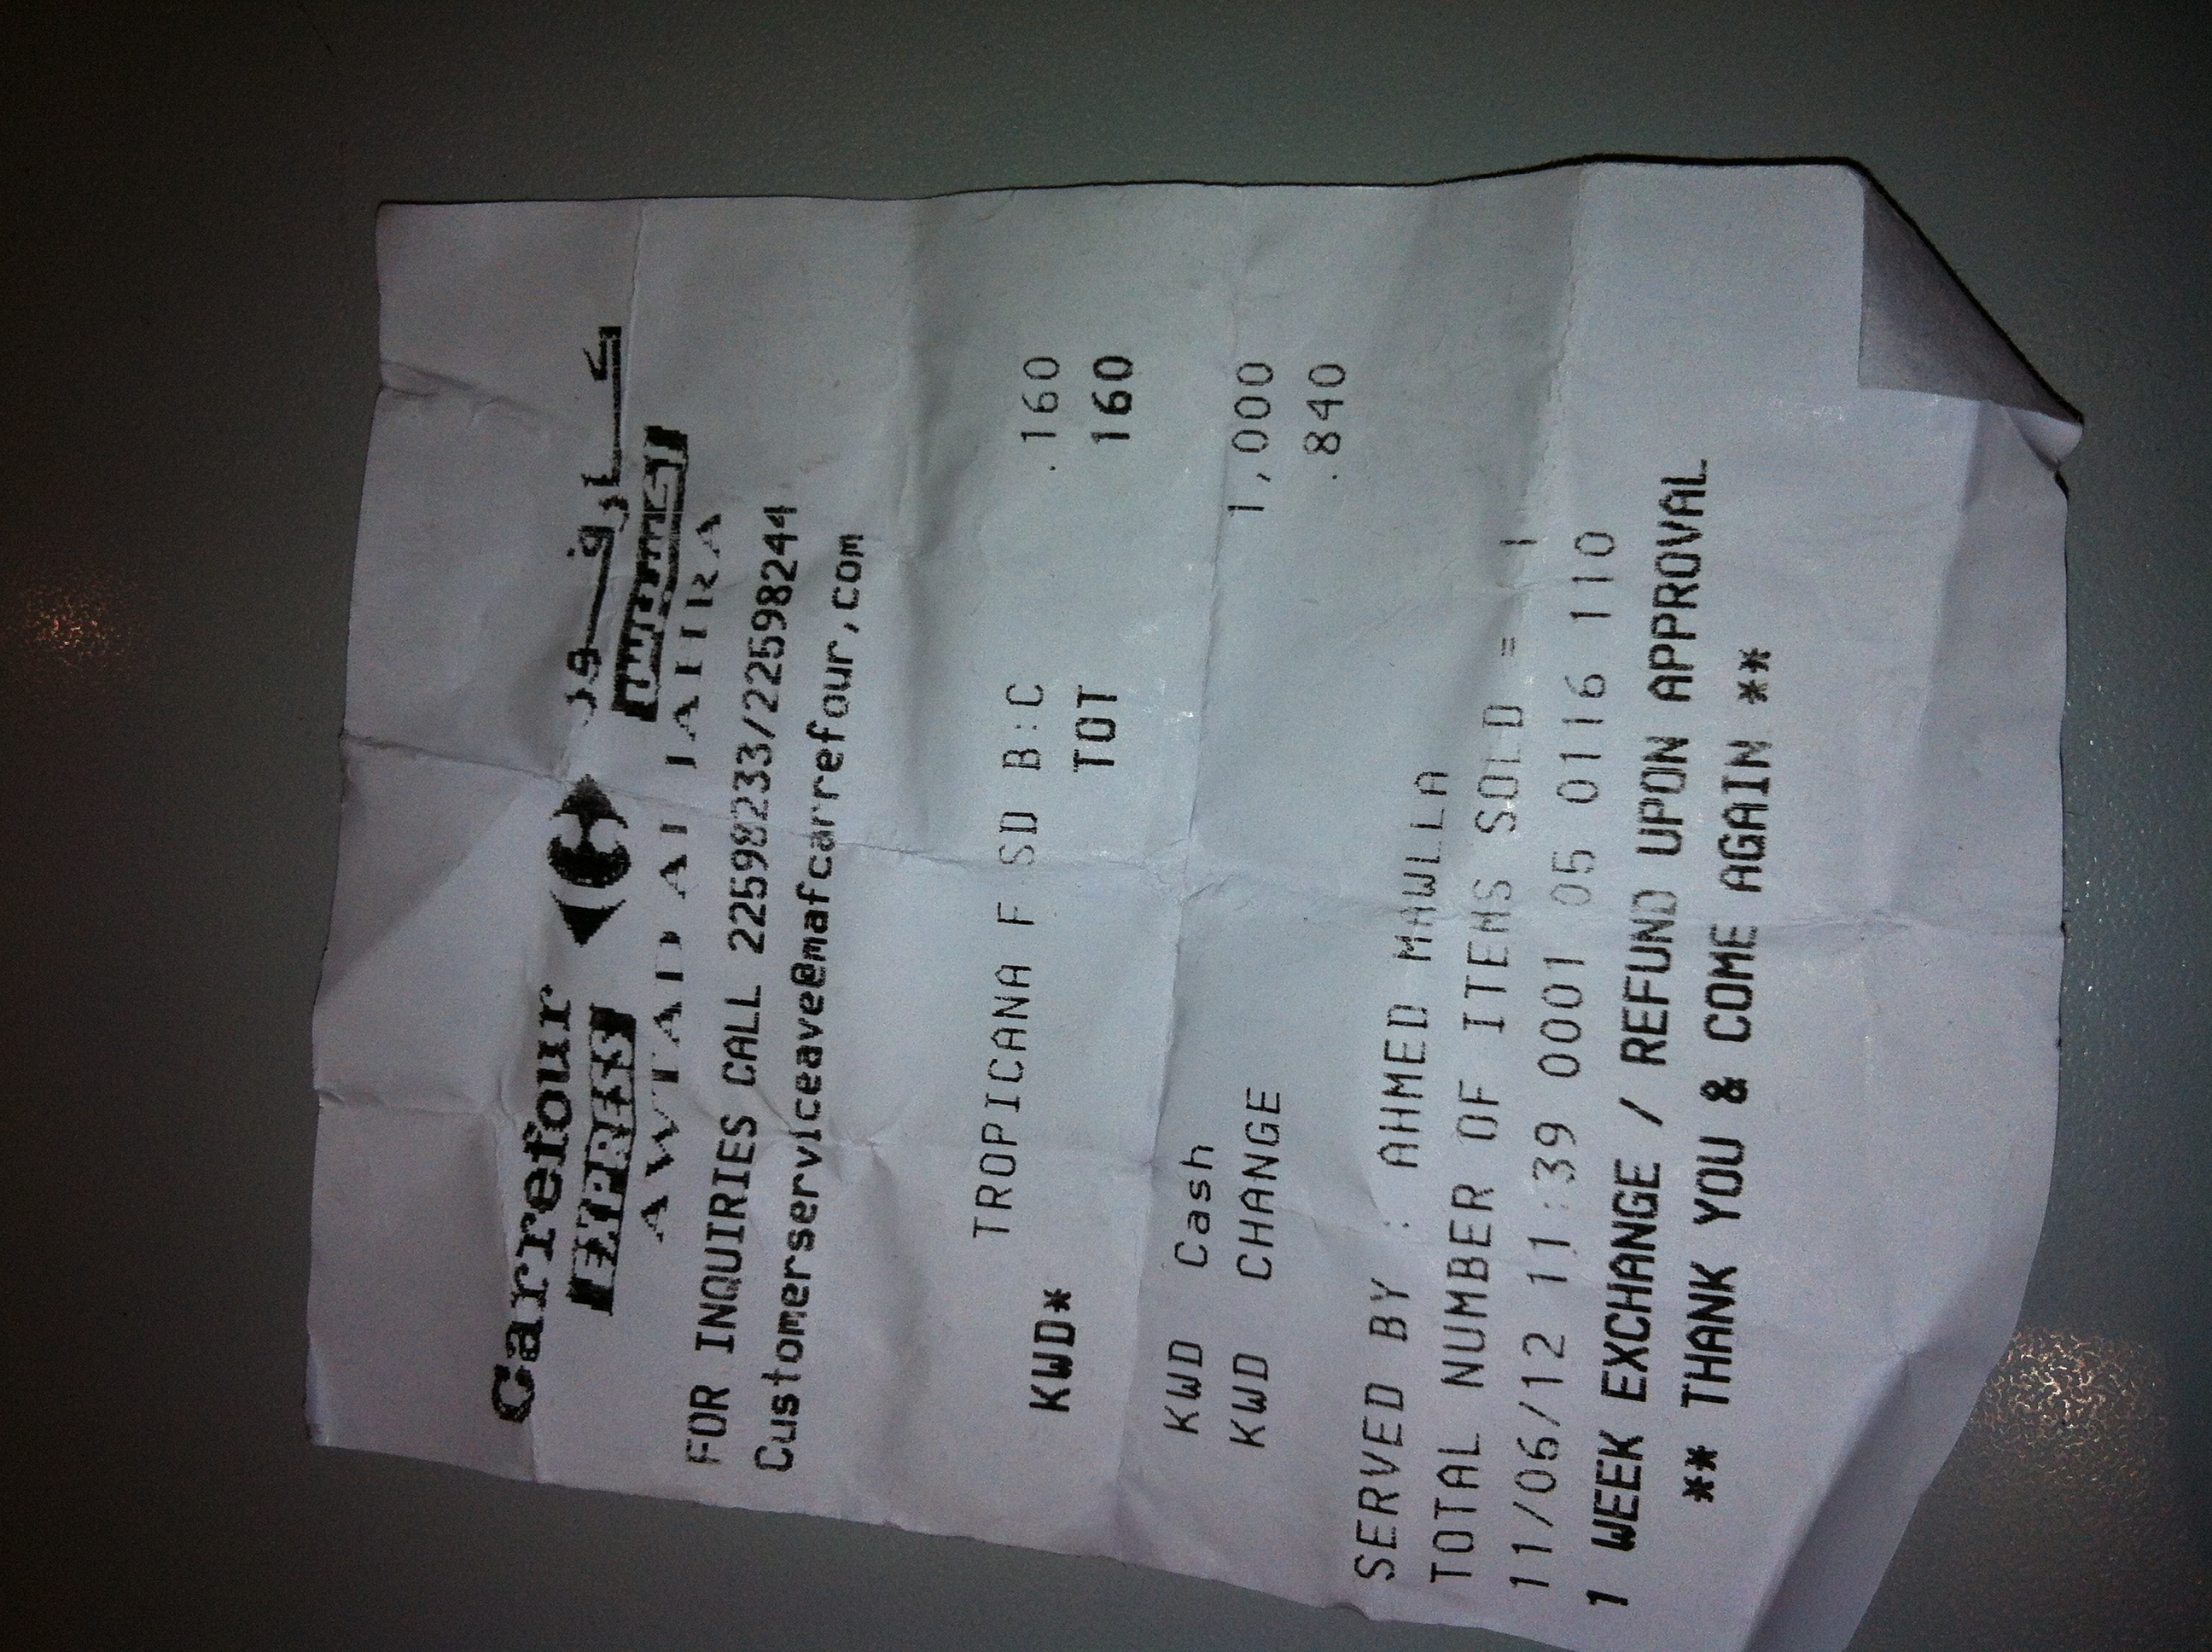 Carrefour كارفور
EXPRESS
AWTAD AL JAHRA
FOR INQUIRIES CALL 22598233/22598244
Customerserviceave@mafcarrefour,com
TROPICANA F SD B:C .160
KWD* TOT 160
KWD Cash 1,000
KWD CHANGE .840
SERVED BY : AHMED MAWLLA
TOTAL NUMBER OF ITEMS SOLD = 1
11/06/12 11:39 0001 05 0116 110
1 WEEK EXCHANGE / REFUND UPON APPROVAL
** THANK YOU & COME AGAIN **